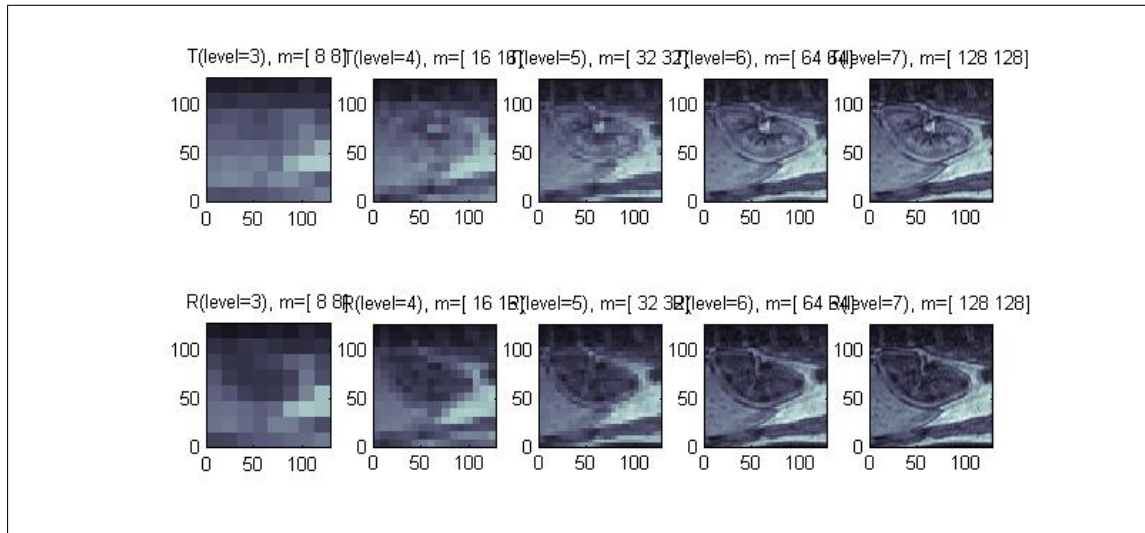 T(level=3), m=[ 8 8] T(level=4), m=[ 16 16] T(level=5), m=[ 32 32] T(level=6), m=[ 64 64] T(level=7), m=[ 128 128]
100 100 100 100 100
50 50 50 50 50
0 0 0 0 0
0 50 100 0 50 100 0 50 100 0 50 100 0 50 100
R(level=3), m=[ 8 8] R(level=4), m=[ 16 16] R(level=5), m=[ 32 32] R(level=6), m=[ 64 64] R(level=7), m=[ 128 128]
100 100 100 100 100
50 50 50 50 50
0 0 0 0 0
0 50 100 0 50 100 0 50 100 0 50 100 0 50 100